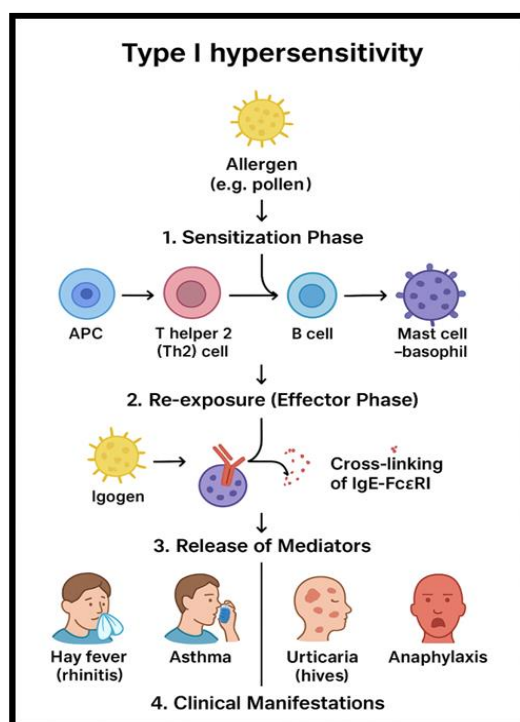 Type I hypersensitivity
Allergen
(e.g. pollen)
1. Sensitization Phase
APC
T helper 2
(Th2) cell
B cell
Mast cell
–basophil
2. Re-exposure (Effector Phase)
Igogen
Cross-linking
of IgE-FcεRI
3. Release of Mediators
Hay fever
(rhinitis)
Asthma
Urticaria
(hives)
Anaphylaxis
4. Clinical Manifestations